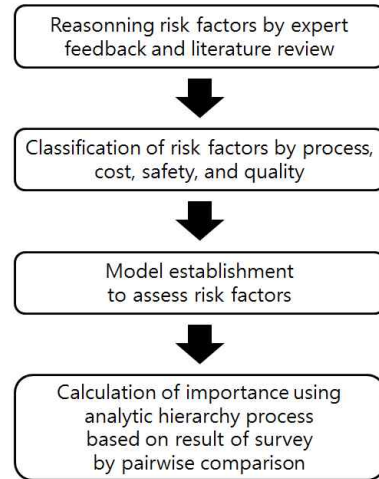 Reasonning risk factors by expert
feedback and literature review
Classification of risk factors by process,
cost, safety, and quality
Model establishment
to assess risk factors
Calculation of importance using
analytic hierarchy process
based on result of survey
by pairwise comparison